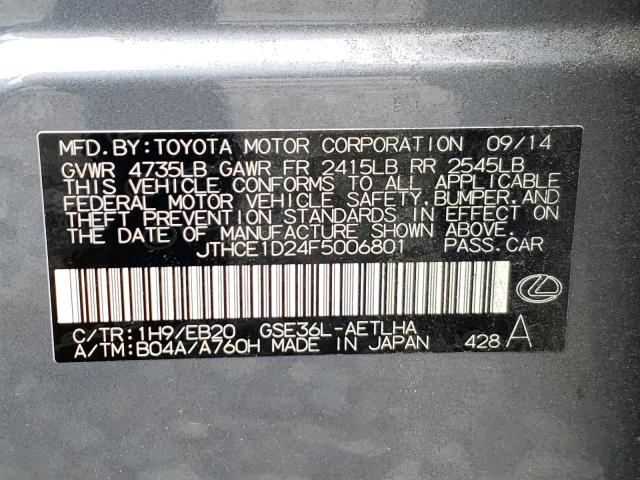 MFD.BY:TOYOTA MOTOR CORPORATION 09/14
GVWR 4735LB GAWR FR 2415LB RR 2545LB
THIS VEHICLE CONFORMS TO ALL APPLICABLE
FEDERAL MOTOR VEHICLE SAFETY,BUMPER,AND
THEFT PREVENTION STANDARDS IN EFFECT ON
THE DATE OF MANUFACTURE SHOWN ABOVE.
JTHCE1D24F5006801 PASS.CAR
C/TR:1H9/EB20 GSE36L-AETLHA
A/TM:B04A/A760H MADE IN JAPAN 428 A